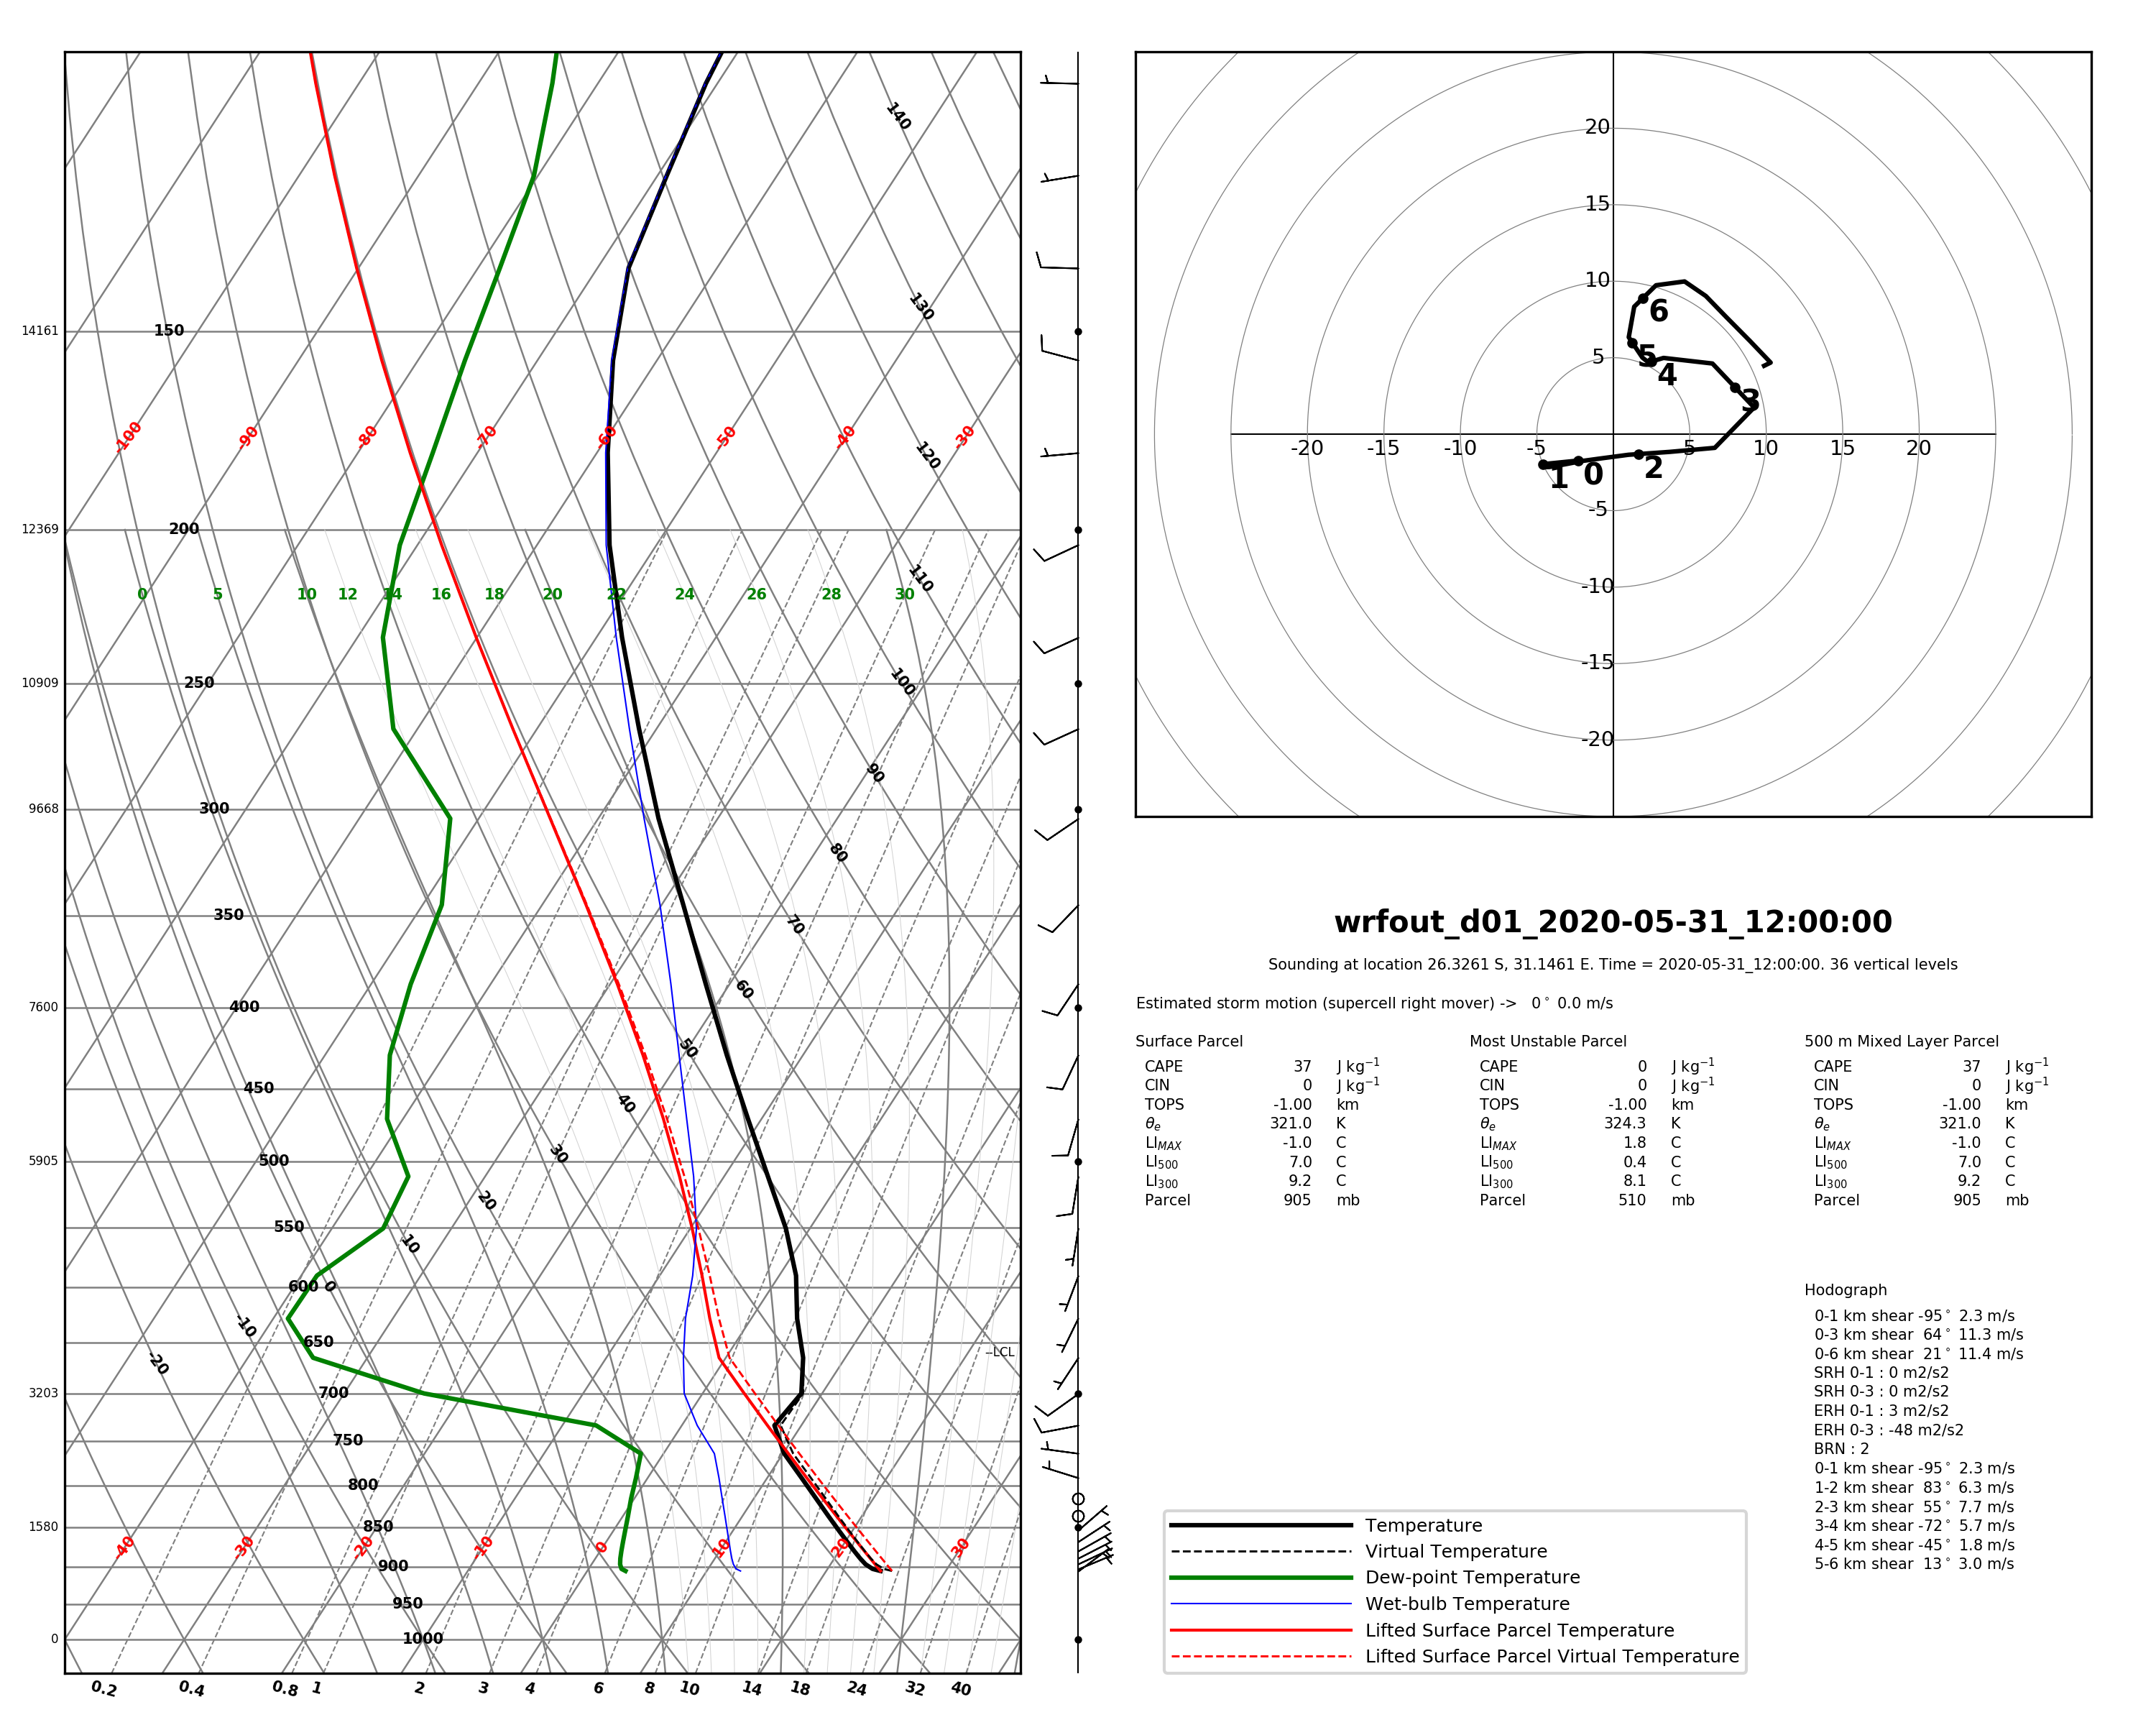 140
20
15
130
14161 150
10
6
-100 -90 -80 -70 -60 -50 -40 -30
5 5 4
3
120
-20 -15 -10 -5 5 10 15 20
1 0 2
-5
12369 200
110
0 5 10 12 14 16 18 20 22 24 26 28 30
-10
-15
10909 250
100
-20
90
9668 300
80
350
70
wrfout_d01_2020-05-31_12:00:00
Sounding at location 26.3261 S, 31.1461 E. Time = 2020-05-31_12:00:00. 36 vertical levels
60
Estimated storm motion (supercell right mover) -> 0° 0.0 m/s
7600 400
50
Surface Parcel Most Unstable Parcel 500 m Mixed Layer Parcel
CAPE 37 J kg⁻¹ CAPE 0 J kg⁻¹ CAPE 37 J kg⁻¹
CIN 0 J kg⁻¹ CIN 0 J kg⁻¹ CIN 0 J kg⁻¹
TOPS -1.00 km TOPS -1.00 km TOPS -1.00 km
θe 321.0 K θe 324.3 K θe 321.0 K
LIMAX -1.0 C LIMAX 1.8 C LIMAX -1.0 C
LI500 7.0 C LI500 0.4 C LI500 7.0 C
LI300 9.2 C LI300 8.1 C LI300 9.2 C
Parcel 905 mb Parcel 510 mb Parcel 905 mb
450
40
30
5905 500
20
550
10
600 0
-10
650
--LCL
-20
3203 700
750
800
1580 850
-40 -30 -20 -10 0 10 20 30
900
950
0 1000
0.2 0.4 0.8 1 2 3 4 6 8 10 14 18 24 32 40
Hodograph
0-1 km shear -95° 2.3 m/s
0-3 km shear 64° 11.3 m/s
0-6 km shear 21° 11.4 m/s
SRH 0-1 : 0 m2/s2
SRH 0-3 : 0 m2/s2
ERH 0-1 : 3 m2/s2
ERH 0-3 : -48 m2/s2
BRN : 2
0-1 km shear -95° 2.3 m/s
1-2 km shear 83° 6.3 m/s
2-3 km shear 55° 7.7 m/s
3-4 km shear -72° 5.7 m/s
4-5 km shear -45° 1.8 m/s
5-6 km shear 13° 3.0 m/s
Temperature
Virtual Temperature
Dew-point Temperature
Wet-bulb Temperature
Lifted Surface Parcel Temperature
Lifted Surface Parcel Virtual Temperature